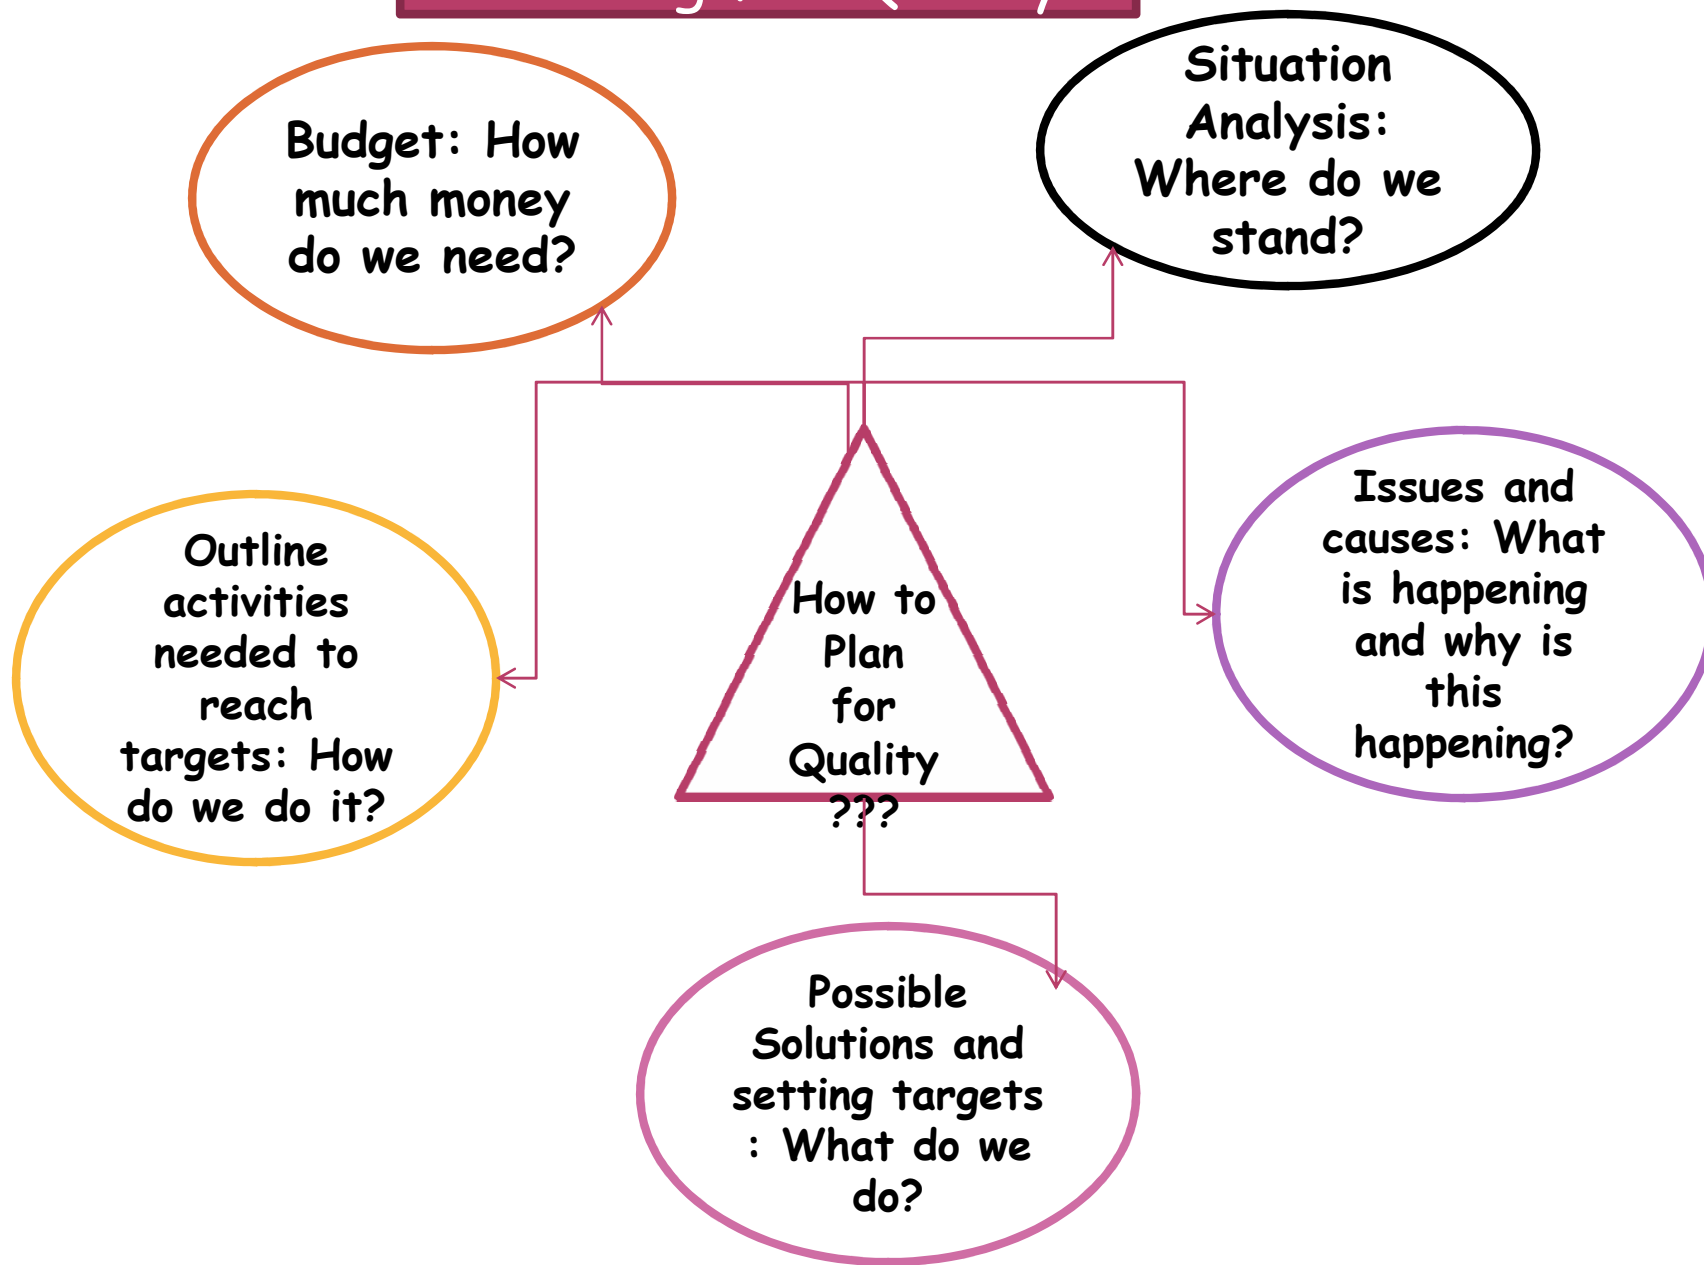 Situation
Analysis:
Where do we
stand?
Budget: How
much money
do we need?
Issues and
causes: What
is happening
and why is
this
happening?
Outline
activities
needed to
reach
targets: How
do we do it?
How to
Plan
for
Quality
???
Possible
Solutions and
setting targets
: What do we
do?